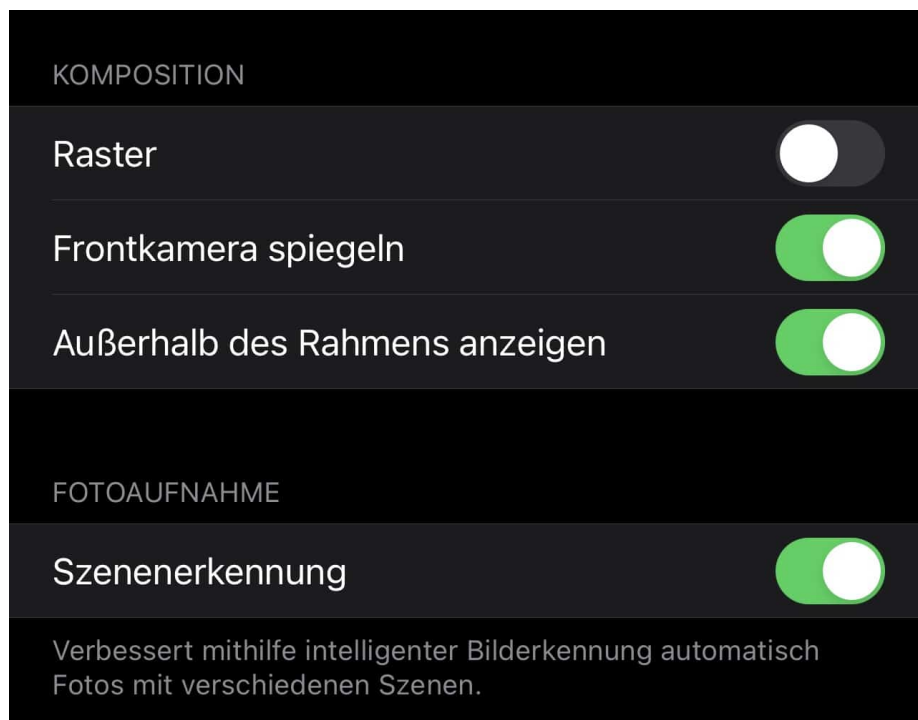 KOMPOSITION
Raster
Frontkamera spiegeln
Außerhalb des Rahmens anzeigen
FOTOAUFNAHME
Szenenerkennung
Verbessert mithilfe intelligenter Bilderkennung automatisch
Fotos mit verschiedenen Szenen.